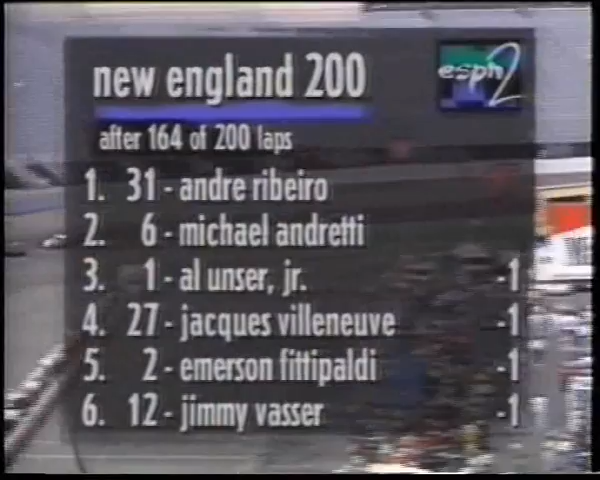 new england 200
espn2
after 164 of 200 laps
1. 31 - andre ribeiro
2. 6 - michael andretti
3. 1 - al unser, jr. -1
4. 27 - jacques villeneuve -1
5. 2 - emerson fittipaldi -1
6. 12 - jimmy vasser -1